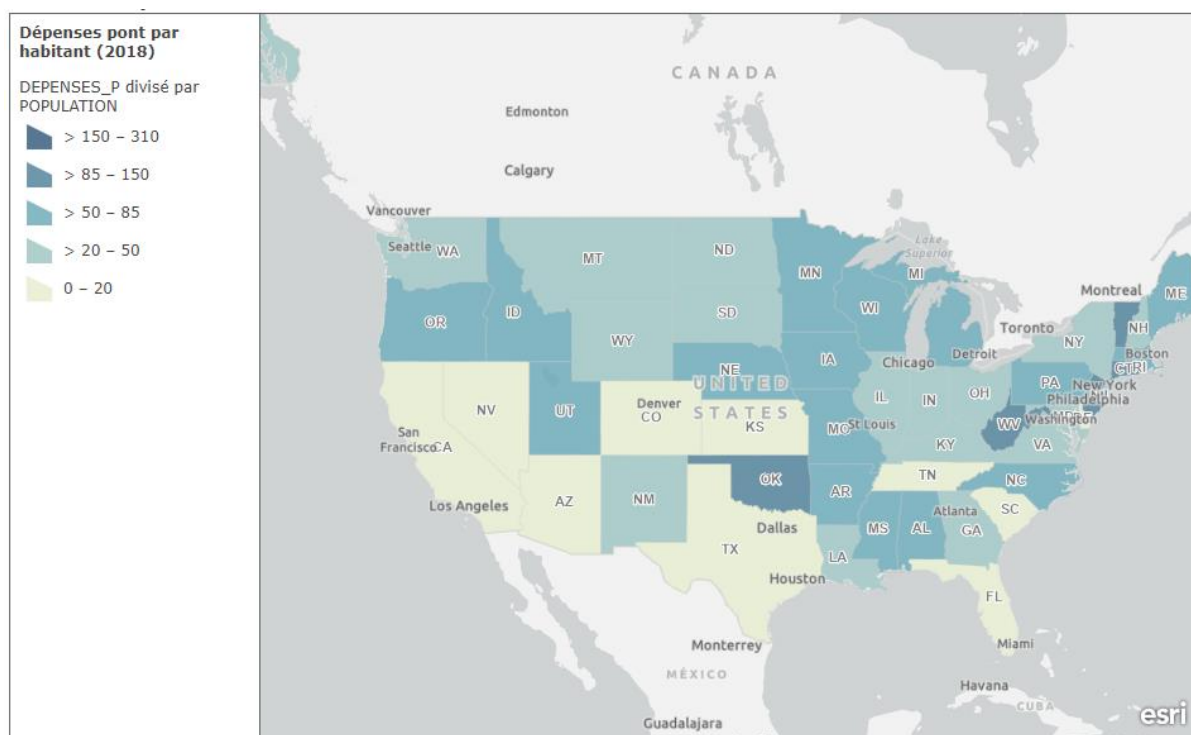 Dépenses pont par
habitant (2018)
DEPENSES_P divisé par
POPULATION
> 150 – 310
> 85 – 150
> 50 – 85
> 20 – 50
0 – 20
CANADA
Edmonton
Calgary
Vancouver
Seattle
WA
MT
ND
MN
Lake
Superior
MI
Montreal
ME
OR
ID
WY
SD
WI
Toronto
NY
NH
Boston
Chicago
Detroit
NE
IA
PA
CT
RI
New York
Philadelphia
UNITED
STATES
NV
UT
Denver
CO
KS
MO
St Louis
IL
IN
OH
WV
Washington
VA
KY
San
Francisco
CA
Los Angeles
AZ
NM
OK
AR
TN
NC
SC
Atlanta
GA
MS
AL
LA
TX
Dallas
Houston
FL
Miami
Monterrey
MÉXICO
Havana
CUBA
Guadalajara
esri